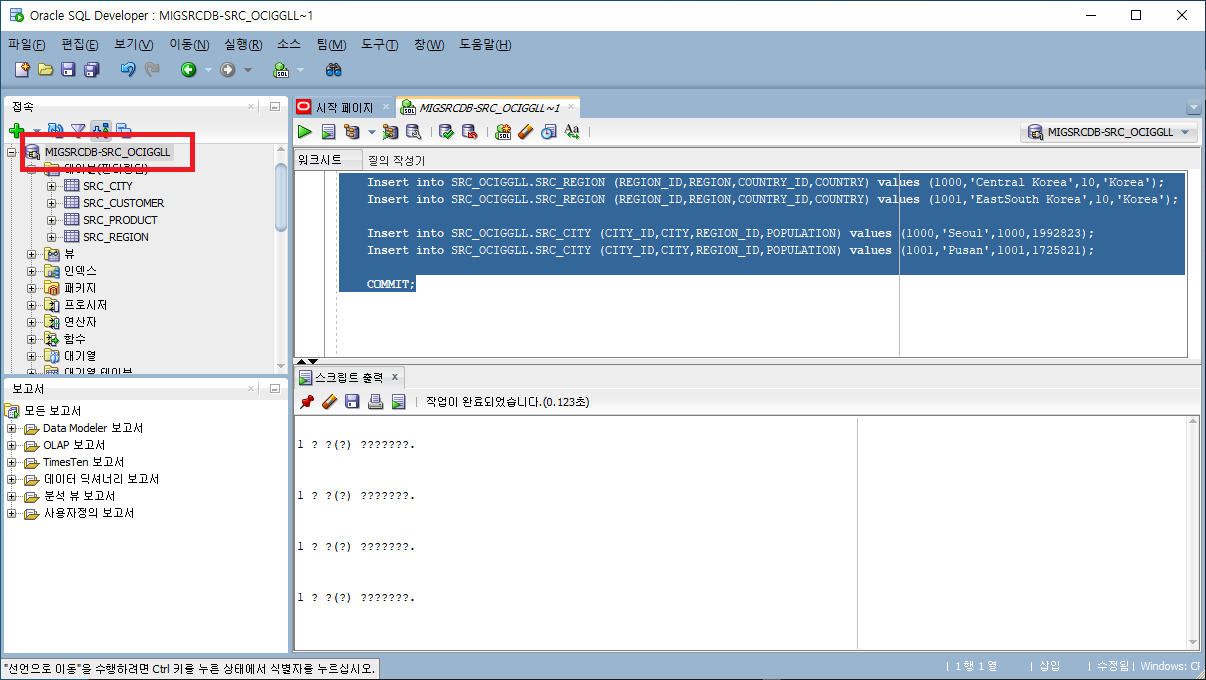 Oracle SQL Developer : MIGSRCDB-SRC_OCIGGLL~1
파일(F) 편집(E) 보기(V) 이동(N) 실행(R) 소스 팀(M) 도구(T) 창(W) 도움말(H)
접속
MIGSRCDB-SRC_OCIGGLL
테이블(필터링됨)
SRC_CITY
SRC_CUSTOMER
SRC_PRODUCT
SRC_REGION
뷰
인덱스
패키지
프로시저
연산자
함수
대기열
대기열 테이블
보고서
모든 보고서
Data Modeler 보고서
OLAP 보고서
TimesTen 보고서
데이터 딕셔너리 보고서
분석 뷰 보고서
사용자정의 보고서
시작 페이지 MIGSRCDB-SRC_OCIGGLL~1
MIGSRCDB-SRC_OCIGGLL
워크시트 질의 작성기
Insert into SRC_OCIGGLL.SRC_REGION (REGION_ID,REGION,COUNTRY_ID,COUNTRY) values (1000,'Central Korea',10,'Korea');
Insert into SRC_OCIGGLL.SRC_REGION (REGION_ID,REGION,COUNTRY_ID,COUNTRY) values (1001,'EastSouth Korea',10,'Korea');
Insert into SRC_OCIGGLL.SRC_CITY (CITY_ID,CITY,REGION_ID,POPULATION) values (1000,'Seoul',1000,1992823);
Insert into SRC_OCIGGLL.SRC_CITY (CITY_ID,CITY,REGION_ID,POPULATION) values (1001,'Pusan',1001,1725821);
COMMIT;
스크립트 출력 x
작업이 완료되었습니다.(0.123초)
1 ? ?(?) ???????.
1 ? ?(?) ???????.
1 ? ?(?) ???????.
1 ? ?(?) ???????.
"선언으로 이동"을 수행하려면 Ctrl 키를 누른 상태에서 식별자를 누르십시오.
1 행 1 열 삽입 수정됨 Windows: